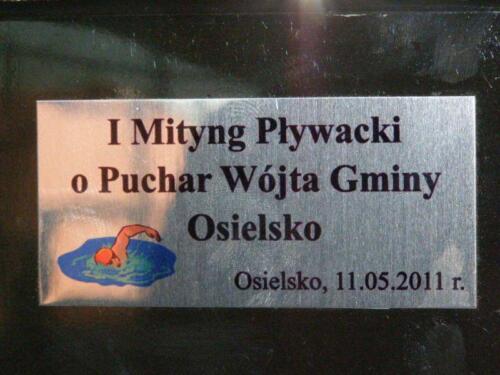 I Mityng Pływacki
o Puchar Wójta Gminy
Osielsko
Osielsko, 11.05.2011 r.